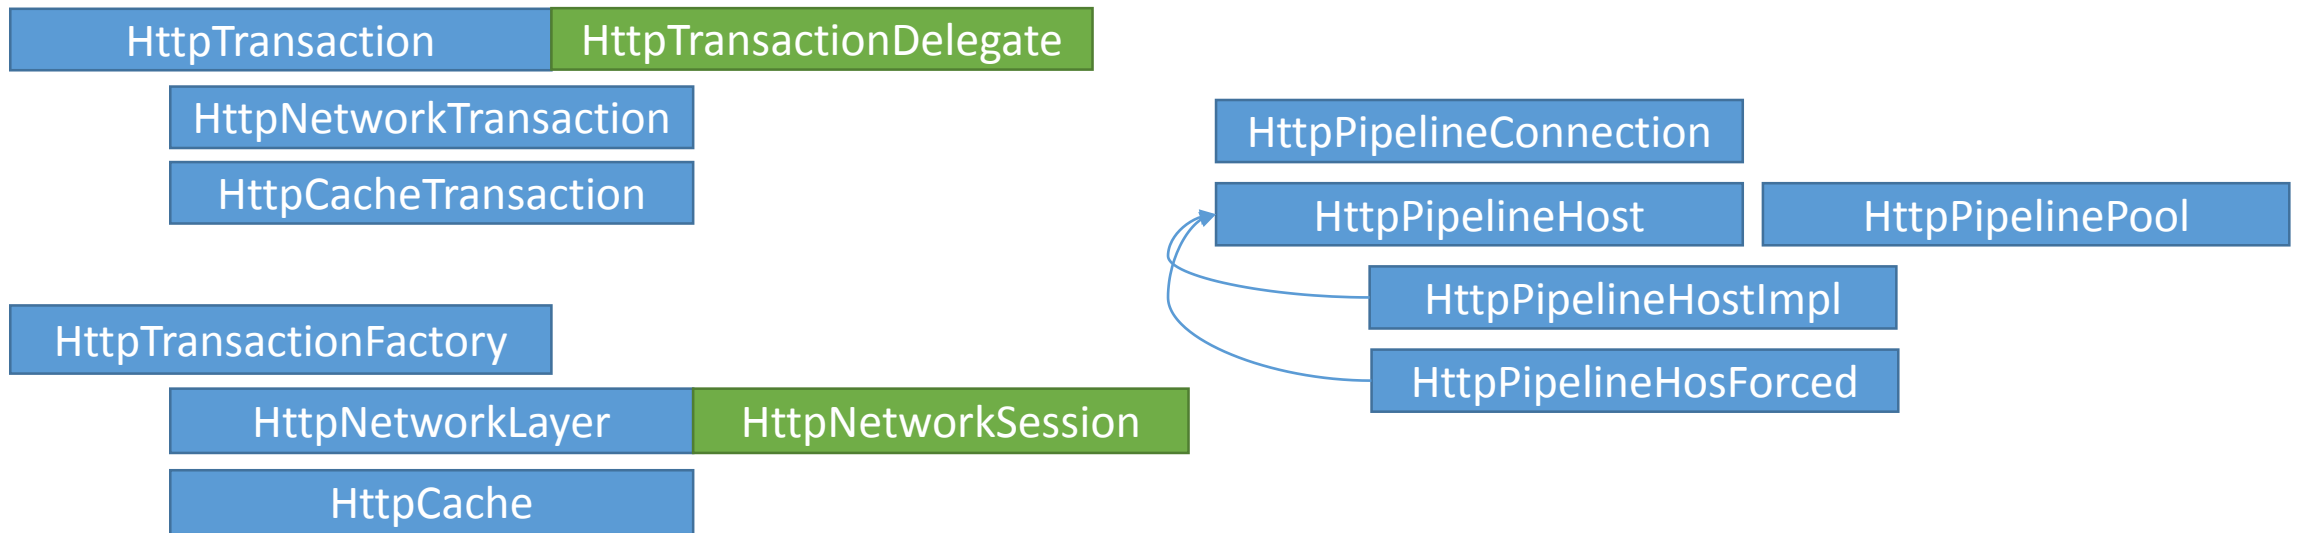 HttpTransaction
HttpTransactionDelegate
HttpNetworkTransaction
HttpCacheTransaction
HttpTransactionFactory
HttpNetworkLayer
HttpNetworkSession
HttpCache
HttpPipelineConnection
HttpPipelineHost
HttpPipelinePool
HttpPipelineHostImpl
HttpPipelineHosForced